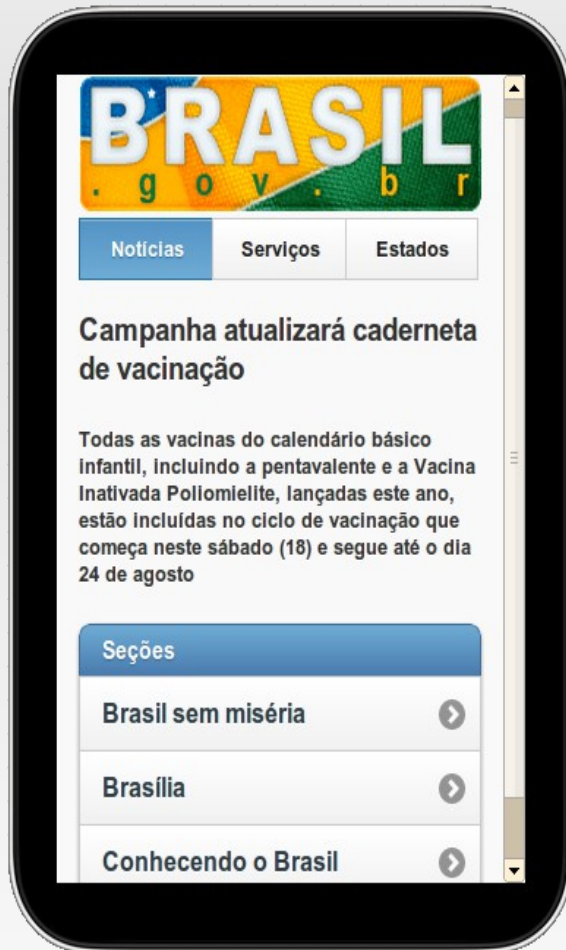 BRASIL
.gov.br
Notícias Serviços Estados
Campanha atualizará caderneta
de vacinação
Todas as vacinas do calendário básico
infantil, incluindo a pentavalente e a Vacina
Inativada Poliomielite, lançadas este ano,
estão incluídas no ciclo de vacinação que
começa neste sábado (18) e segue até o dia
24 de agosto
Seções
Brasil sem miséria
Brasília
Conhecendo o Brasil